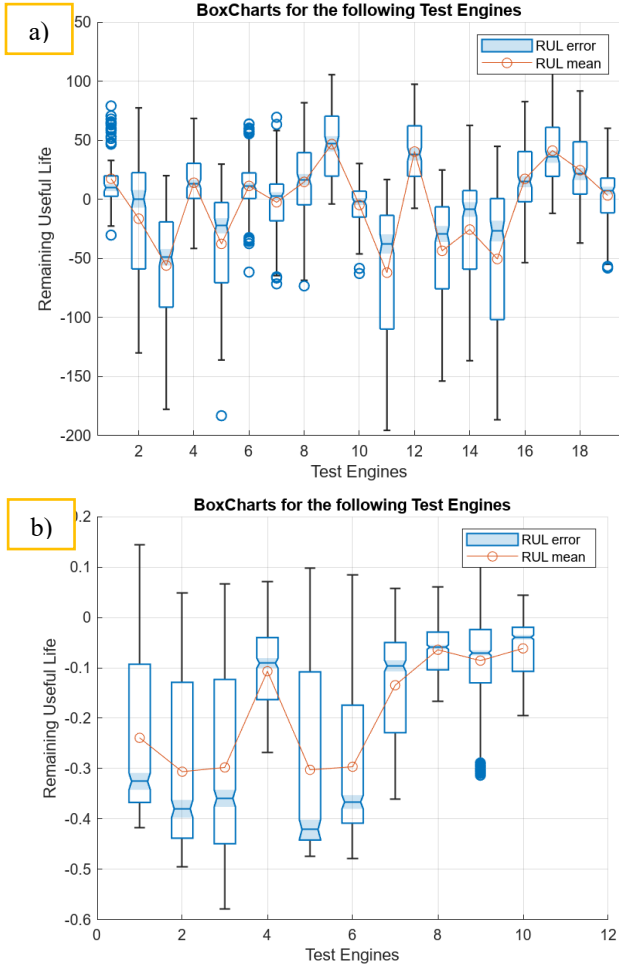 a)
BoxCharts for the following Test Engines
50
100
50
0
-50
-100
-150
-200
Remaining Useful Life
RUL error
RUL mean
2 4 6 8 10 12 14 16 18
Test Engines
b)
BoxCharts for the following Test Engines
0.2
0.1
0
-0.1
-0.2
-0.3
-0.4
-0.5
-0.6
Remaining Useful Life
RUL error
RUL mean
0 2 4 6 8 10 12
Test Engines